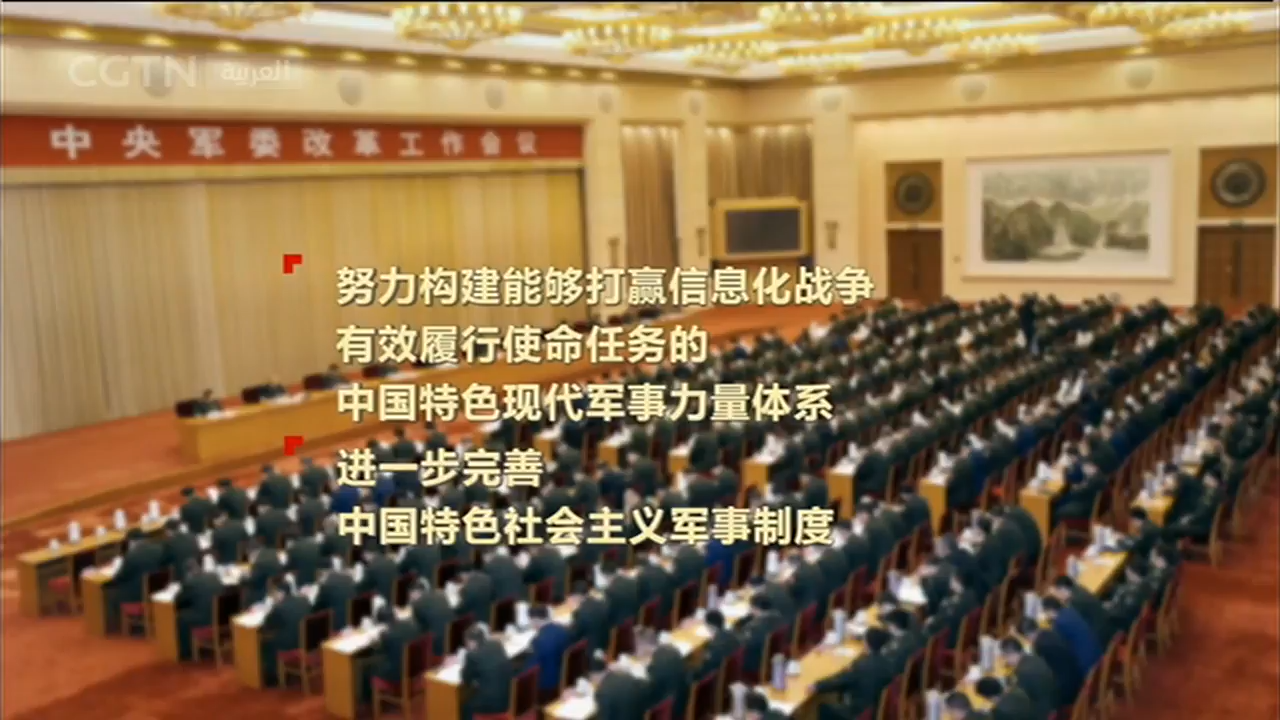 CGTN العربية
中央军委改革工作会议
努力构建能够打赢信息化战争
有效履行使命任务的
中国特色现代军事力量体系
进一步完善
中国特色社会主义军事制度